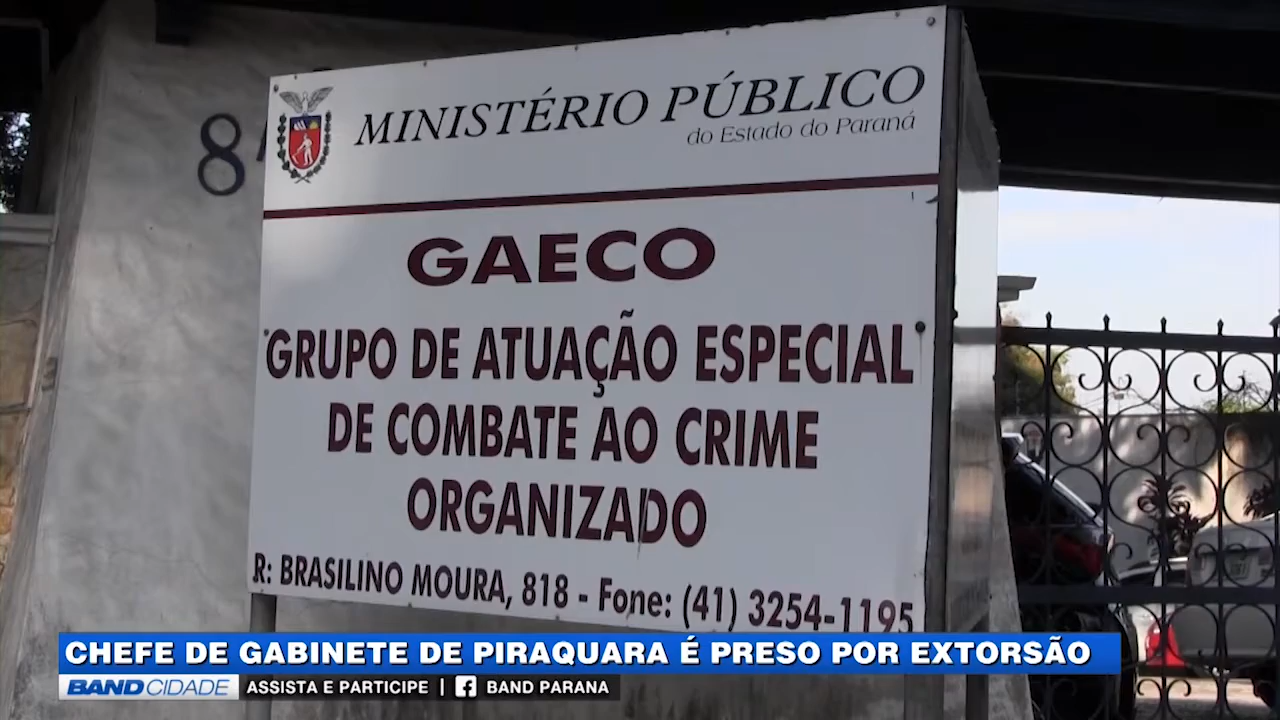 8
MINISTÉRIO PÚBLICO
do Estado do Paraná
GAECO
GRUPO DE ATUAÇÃO ESPECIAL
DE COMBATE AO CRIME
ORGANIZADO
R: BRASILINO MOURA, 818 - Fone: (41) 3254-1195
CHEFE DE GABINETE DE PIRAQUARA É PRESO POR EXTORSÃO
BAND CIDADE ASSISTA E PARTICIPE | BAND PARANA